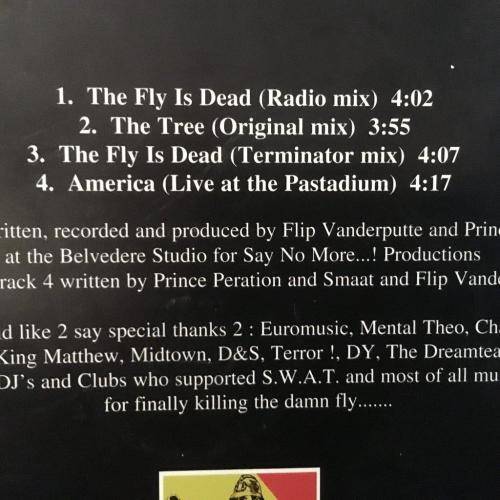 1. The Fly Is Dead (Radio mix) 4:02
2. The Tree (Original mix) 3:55
3. The Fly Is Dead (Terminator mix) 4:07
4. America (Live at the Pastadium) 4:17
ritten, recorded and produced by Flip Vanderputte and Prin
at the Belvedere Studio for Say No More...! Productions
rack 4 written by Prince Peration and Smaat and Flip Vande
ld like 2 say special thanks 2 : Euromusic, Mental Theo, Cha
King Matthew, Midtown, D&S, Terror !, DY, The Dreamtea
DJ's and Clubs who supported S.W.A.T. and most of all mu
for finally killing the damn fly.......